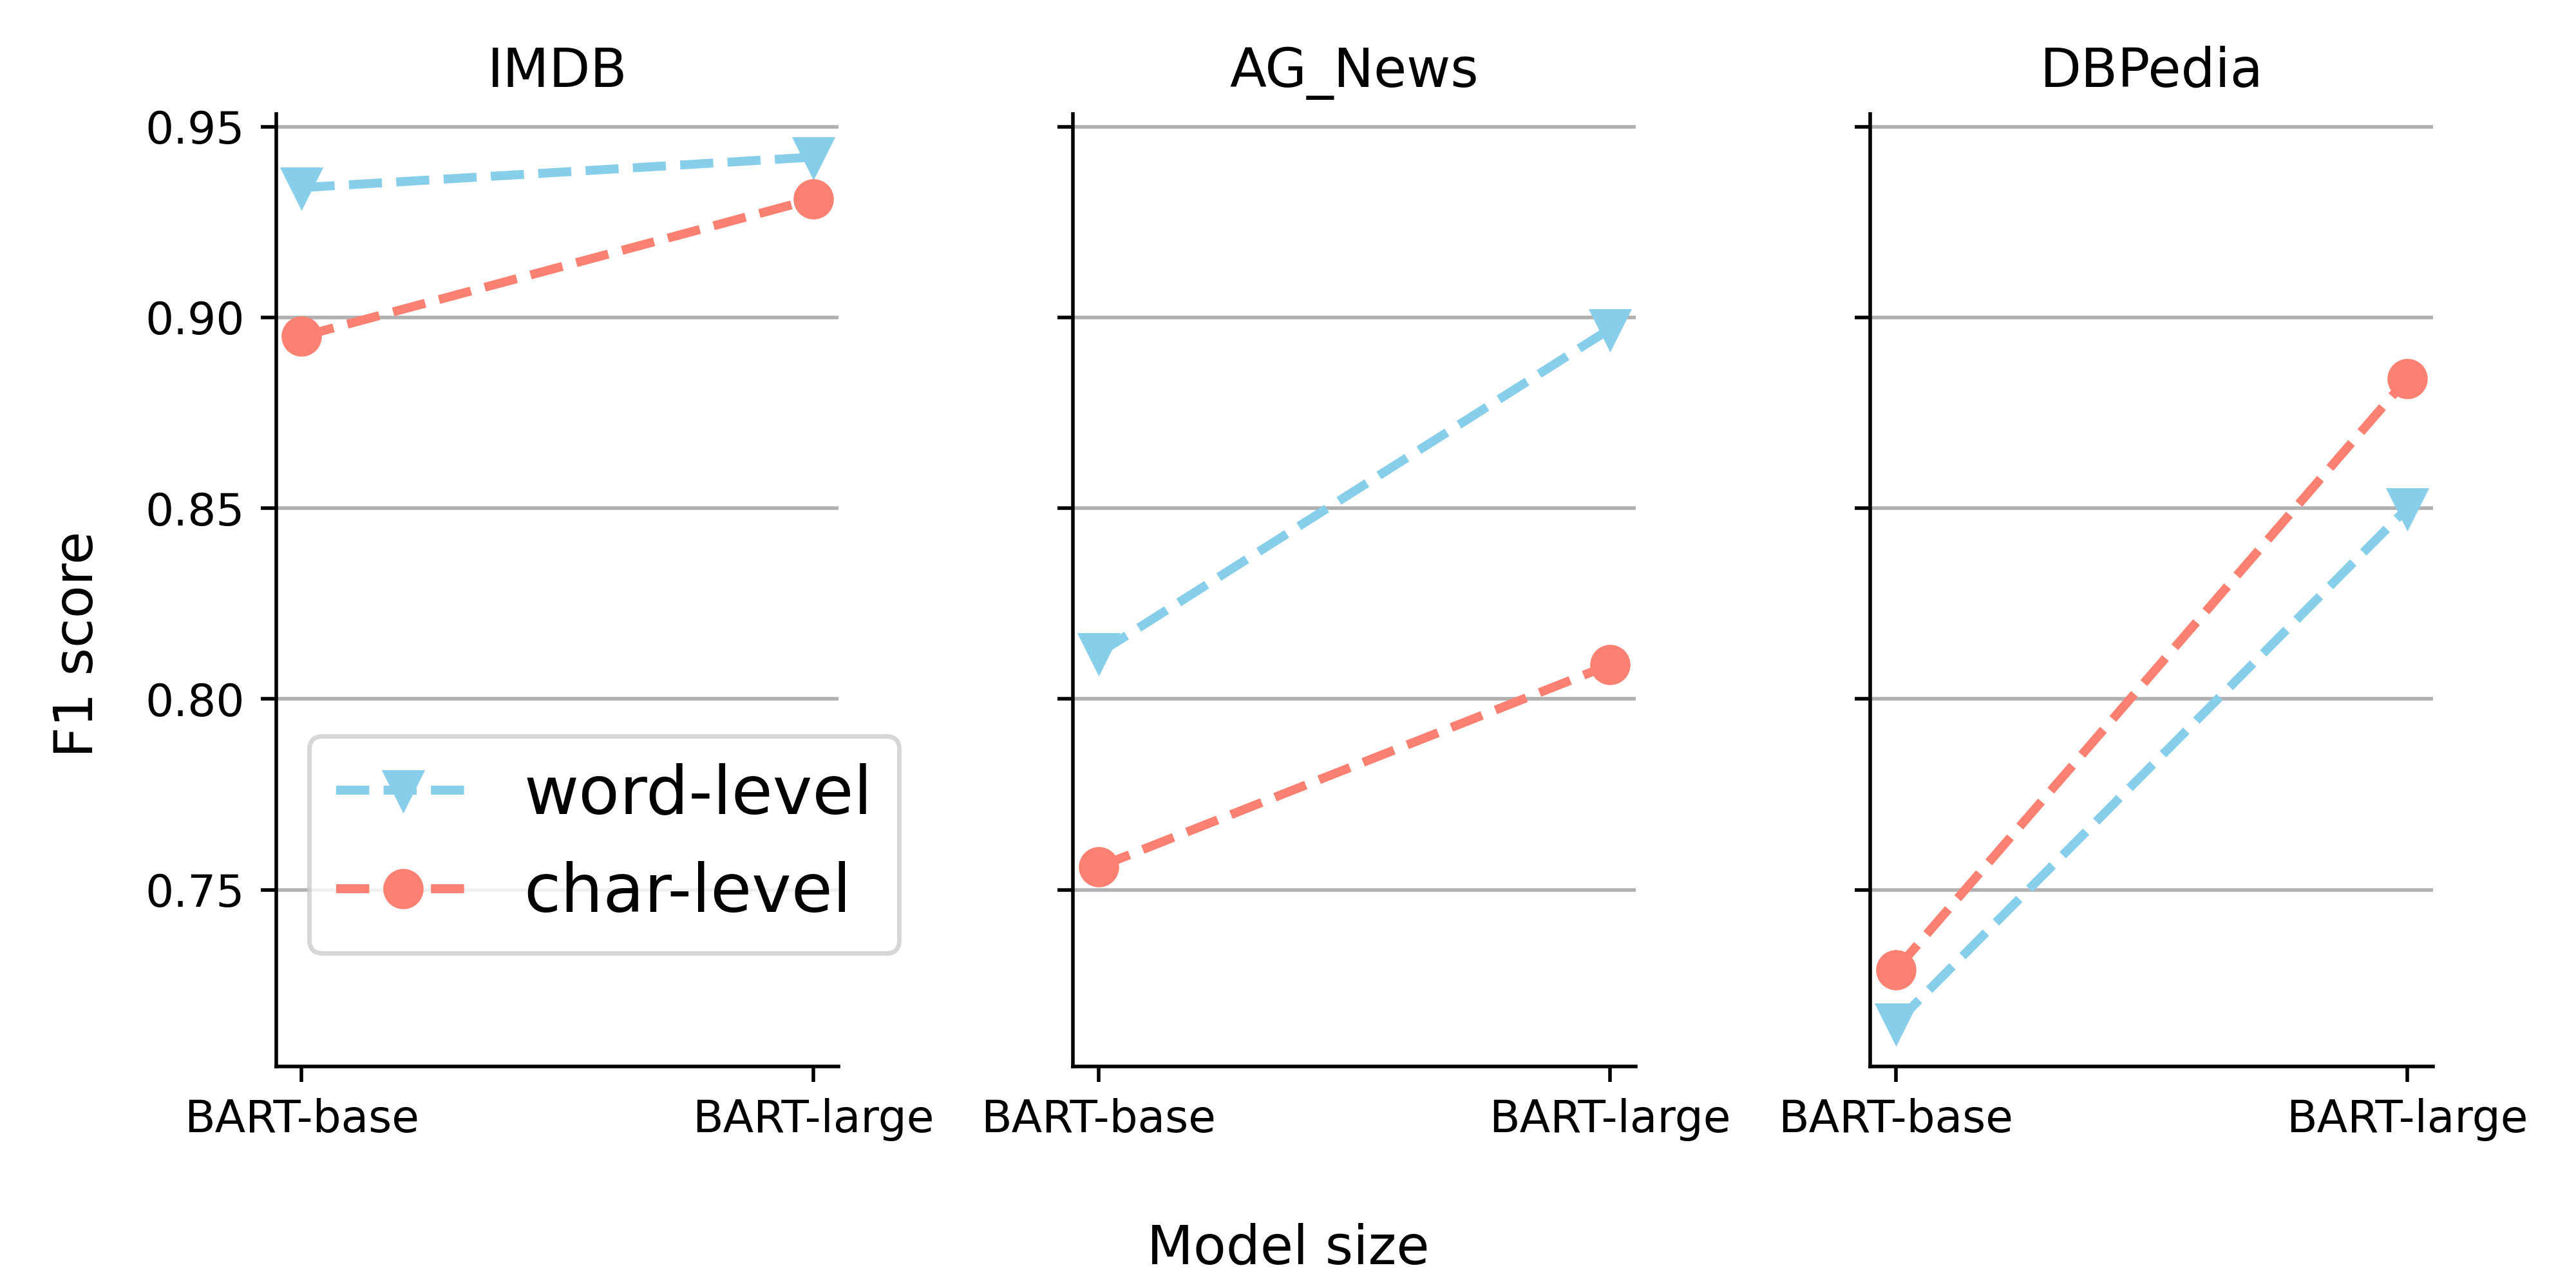 IMDB
AG_News
DBPedia
0.95
0.90
0.85
0.80
0.75
F1 score
word-level
char-level
BART-base
BART-large
BART-base
BART-large
BART-base
BART-large
Model size